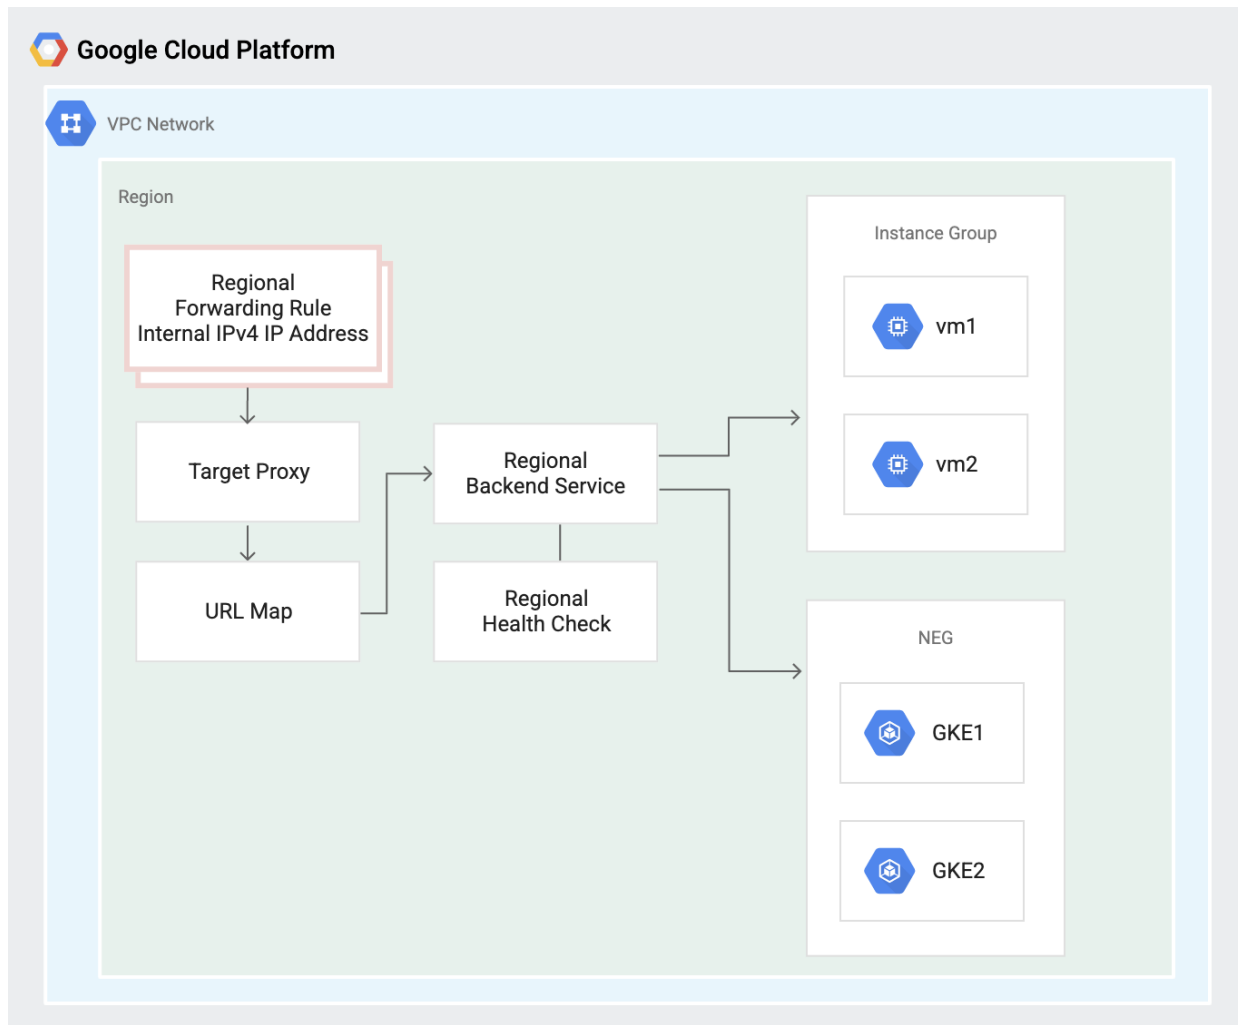 Google Cloud Platform
VPC Network
Region
Regional
Forwarding Rule
Internal IPv4 IP Address
Target Proxy
URL Map
Regional
Backend Service
Regional
Health Check
Instance Group
vm1
vm2
NEG
GKE1
GKE2